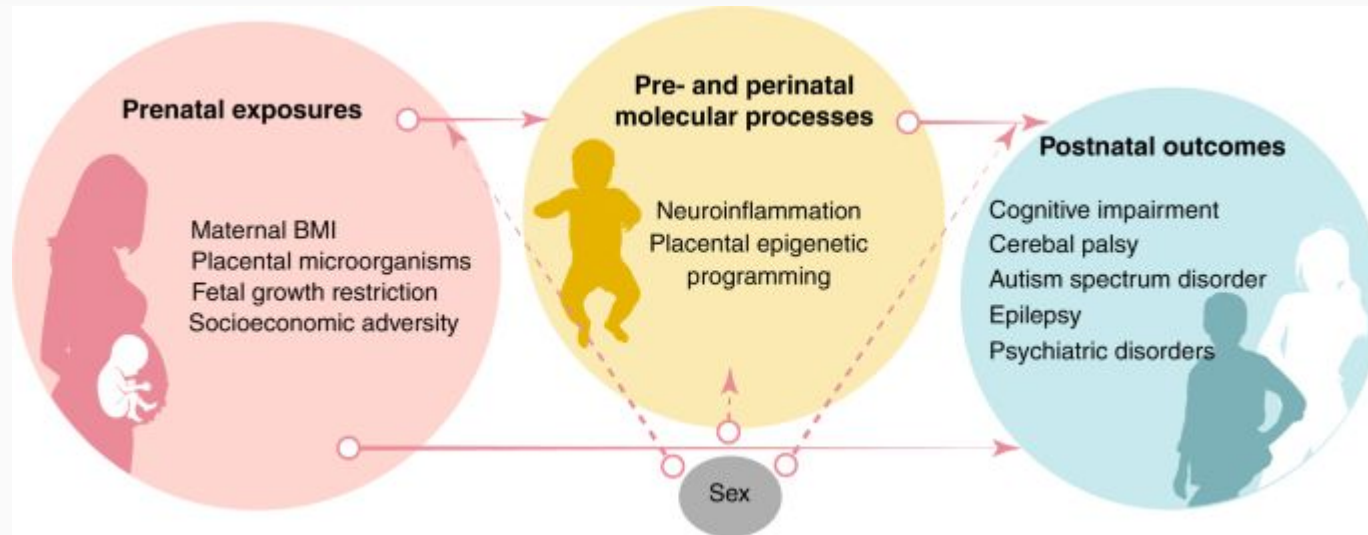 Prenatal exposures
Maternal BMI
Placental microorganisms
Fetal growth restriction
Socioeconomic adversity
Pre- and perinatal
molecular processes
Neuroinflammation
Placental epigenetic
programming
Postnatal outcomes
Cognitive impairment
Cerebal palsy
Autism spectrum disorder
Epilepsy
Psychiatric disorders
Sex